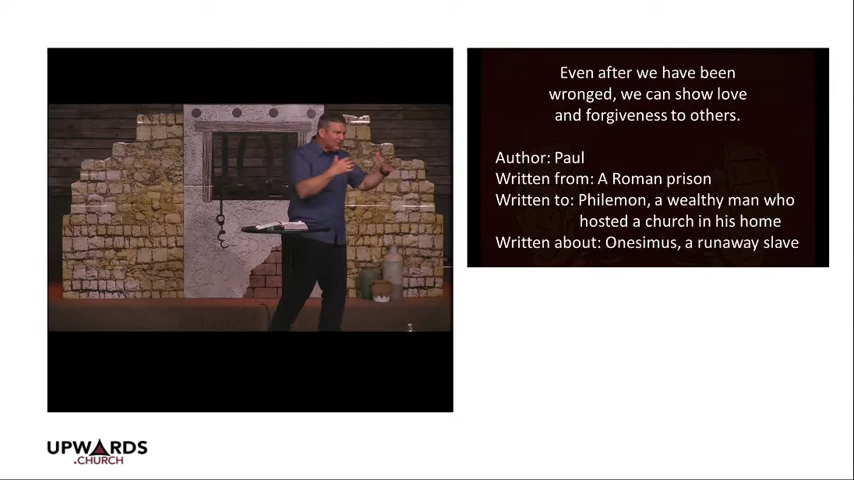 Even after we have been
wronged, we can show love
and forgiveness to others.
Author: Paul
Written from: A Roman prison
Written to: Philemon, a wealthy man who
hosted a church in his home
Written about: Onesimus, a runaway slave
UPWARDS
.CHURCH